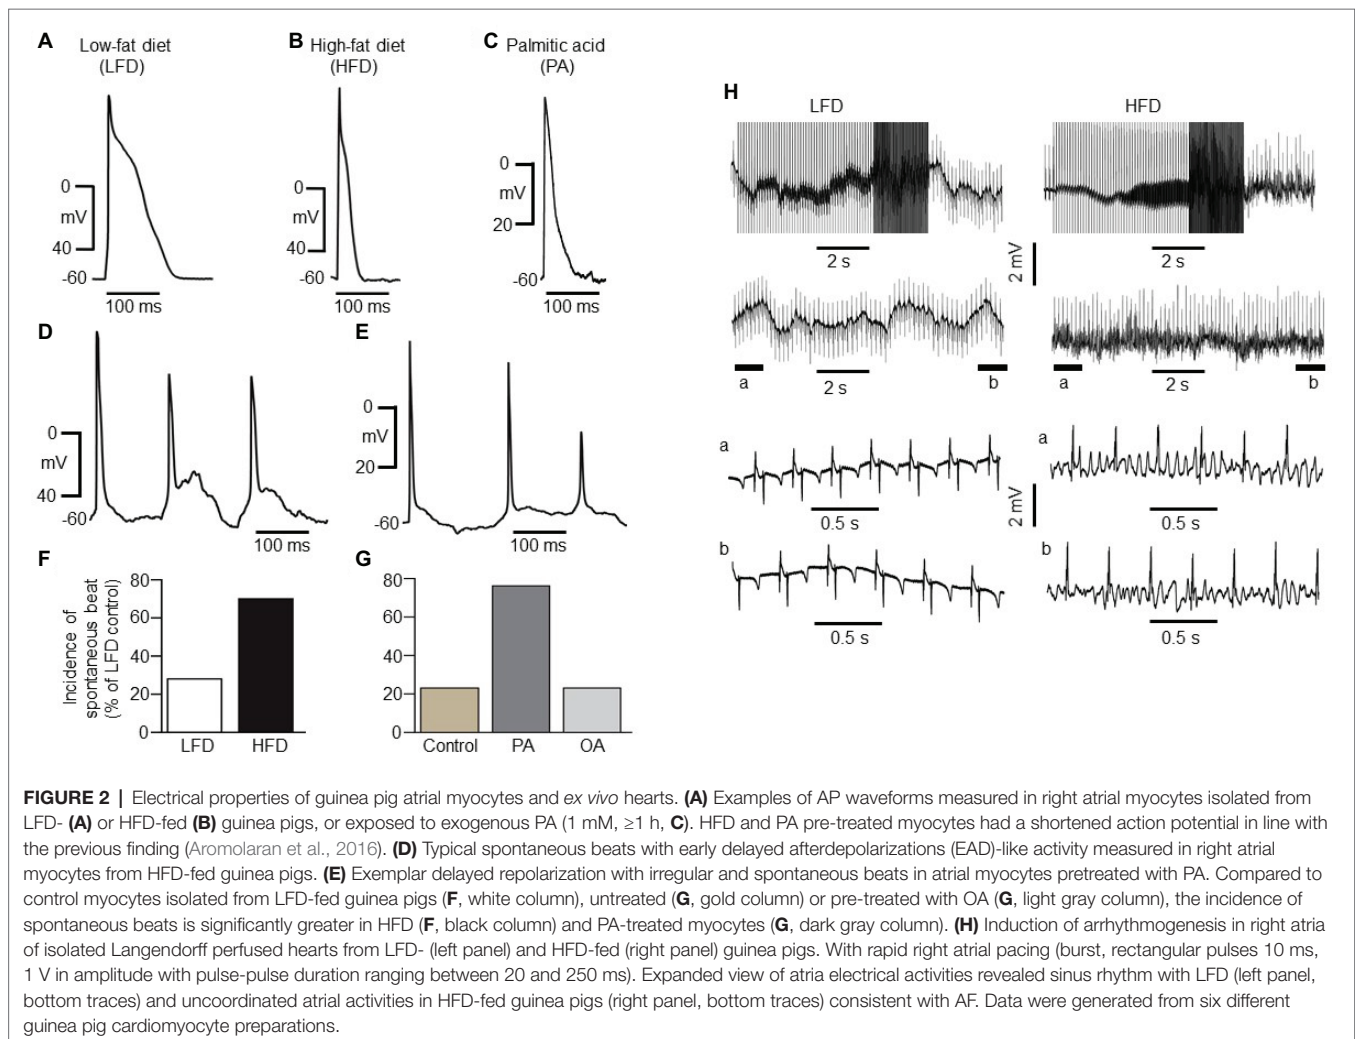 A
Low-fat diet
(LFD)
0
mV
40
-60
100 ms
B
High-fat diet
(HFD)
0
mV
40
-60
100 ms
C
Palmitic acid
(PA)
0
mV
20
-60
100 ms
D
0
mV
40
-60
100 ms
E
0
mV
20
-60
100 ms
F
Incidence of
spontaneous beat
(% of LFD control)
80
60
40
20
0
LFD
HFD
G
80
60
40
20
0
Control
PA
OA
H
LFD
HFD
2 s
2 mV
2 s
a
2 s
b
a
2 s
b
a
0.5 s
2 mV
a
0.5 s
b
0.5 s
b
0.5 s
FIGURE 2 | Electrical properties of guinea pig atrial myocytes and ex vivo hearts. (A) Examples of AP waveforms measured in right atrial myocytes isolated from
LFD- (A) or HFD-fed (B) guinea pigs, or exposed to exogenous PA (1 mM, ≥1 h, C). HFD and PA pre-treated myocytes had a shortened action potential in line with
the previous finding (Aromolaran et al., 2016). (D) Typical spontaneous beats with early delayed afterdepolarizations (EAD)-like activity measured in right atrial
myocytes from HFD-fed guinea pigs. (E) Exemplar delayed repolarization with irregular and spontaneous beats in atrial myocytes pretreated with PA. Compared to
control myocytes isolated from LFD-fed guinea pigs (F, white column), untreated (G, gold column) or pre-treated with OA (G, light gray column), the incidence of
spontaneous beats is significantly greater in HFD (F, black column) and PA-treated myocytes (G, dark gray column). (H) Induction of arrhythmogenesis in right atria
of isolated Langendorff perfused hearts from LFD- (left panel) and HFD-fed (right panel) guinea pigs. With rapid right atrial pacing (burst, rectangular pulses 10 ms,
1 V in amplitude with pulse-pulse duration ranging between 20 and 250 ms). Expanded view of atria electrical activities revealed sinus rhythm with LFD (left panel,
bottom traces) and uncoordinated atrial activities in HFD-fed guinea pigs (right panel, bottom traces) consistent with AF. Data were generated from six different
guinea pig cardiomyocyte preparations.